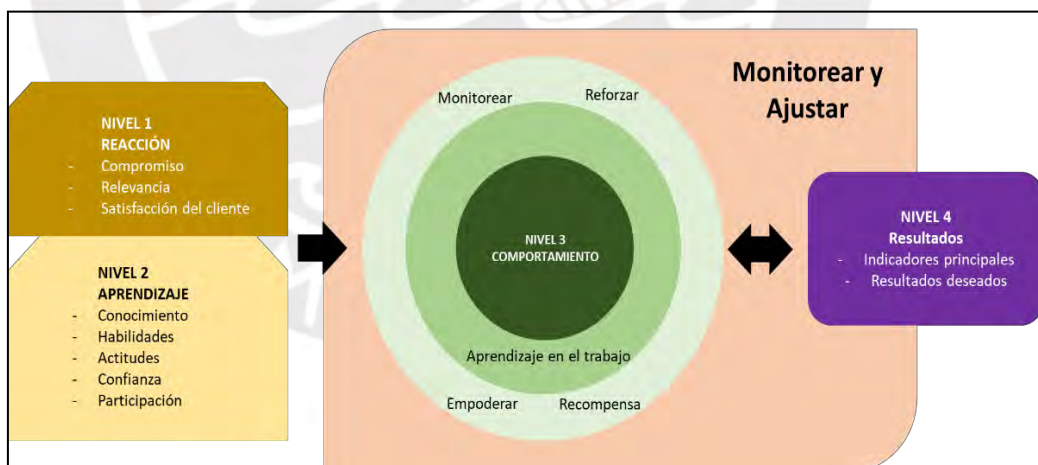 NIVEL 1
REACCIÓN
- Compromiso
- Relevancia
- Satisfacción del cliente
NIVEL 2
APRENDIZAJE
- Conocimiento
- Habilidades
- Actitudes
- Confianza
- Participación
Monitorear y
Ajustar
Monitorear
Reforzar
NIVEL 3
COMPORTAMIENTO
Aprendizaje en el trabajo
Empoderar
Recompensa
NIVEL 4
Resultados
- Indicadores principales
- Resultados deseados